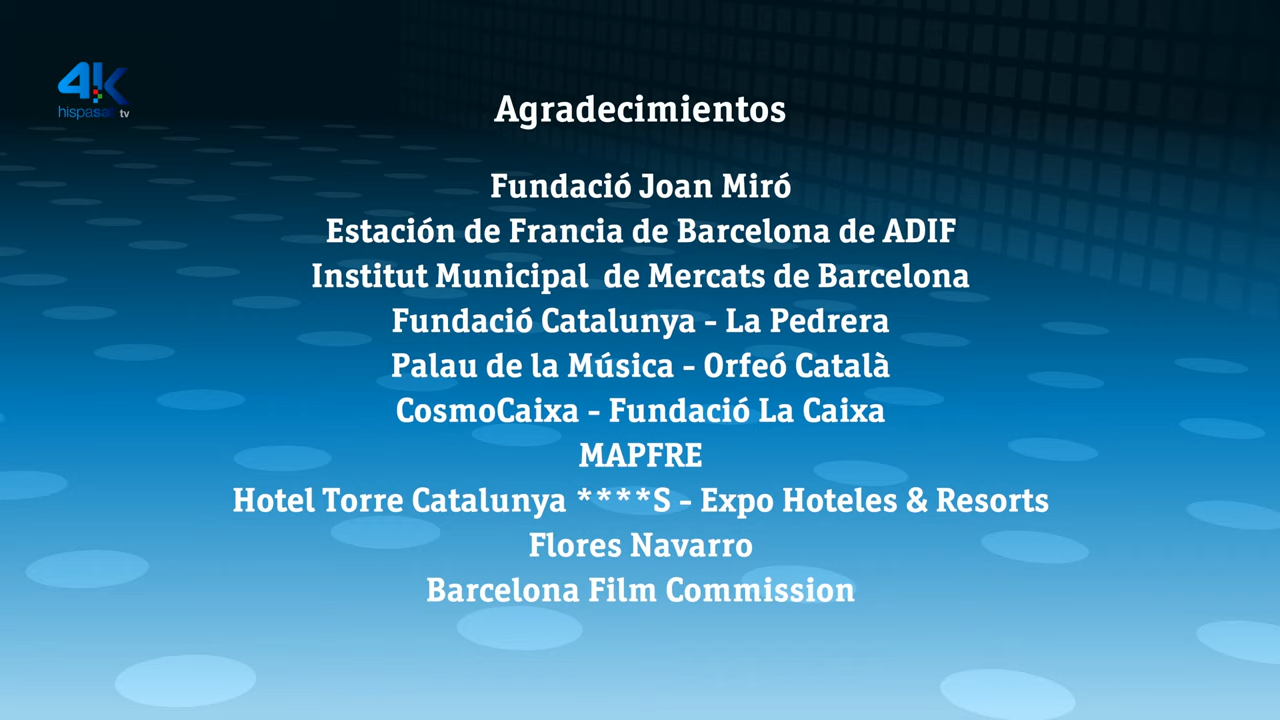 4K
hispasat tv
Agradecimientos
Fundació Joan Miró
Estación de Francia de Barcelona de ADIF
Institut Municipal de Mercats de Barcelona
Fundació Catalunya - La Pedrera
Palau de la Música - Orfeó Català
CosmoCaixa - Fundació La Caixa
MAPFRE
Hotel Torre Catalunya ****S - Expo Hoteles & Resorts
Flores Navarro
Barcelona Film Commission